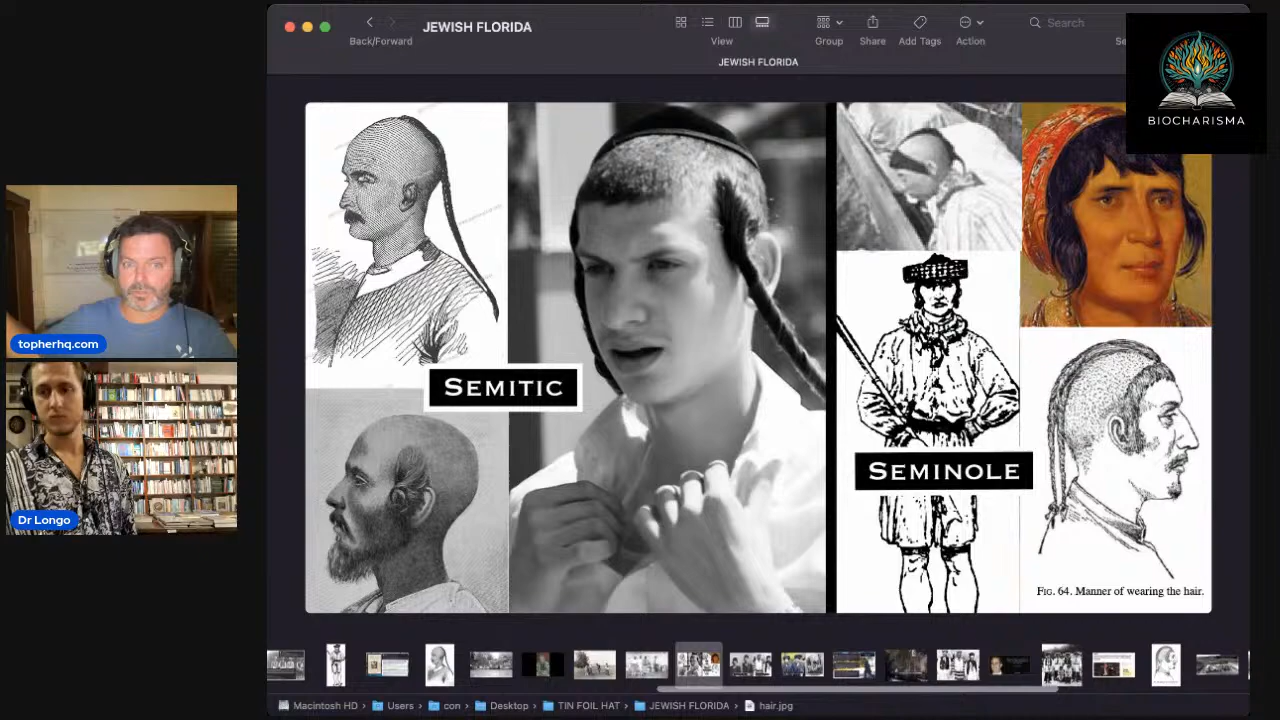 JEWISH FLORIDA
Back/Forward
View
Group
Share
Add Tags
Action
Search
JEWISH FLORIDA
BIOCHARISMA
SEMITIC
SEMINOLE
FIG. 64. Manner of wearing the hair.
topherhq.com
Dr Longo
Macintosh HD
Users
con
Desktop
TIN FOIL HAT
JEWISH FLORIDA
hair.jpg